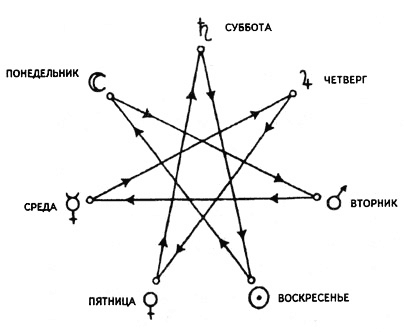 ♄ СУББОТА
ПОНЕДЕЛЬНИК ☾
♃ ЧЕТВЕРГ
СРЕДА ☿
♂ ВТОРНИК
ПЯТНИЦА ♀
☉ ВОСКРЕСЕНЬЕ